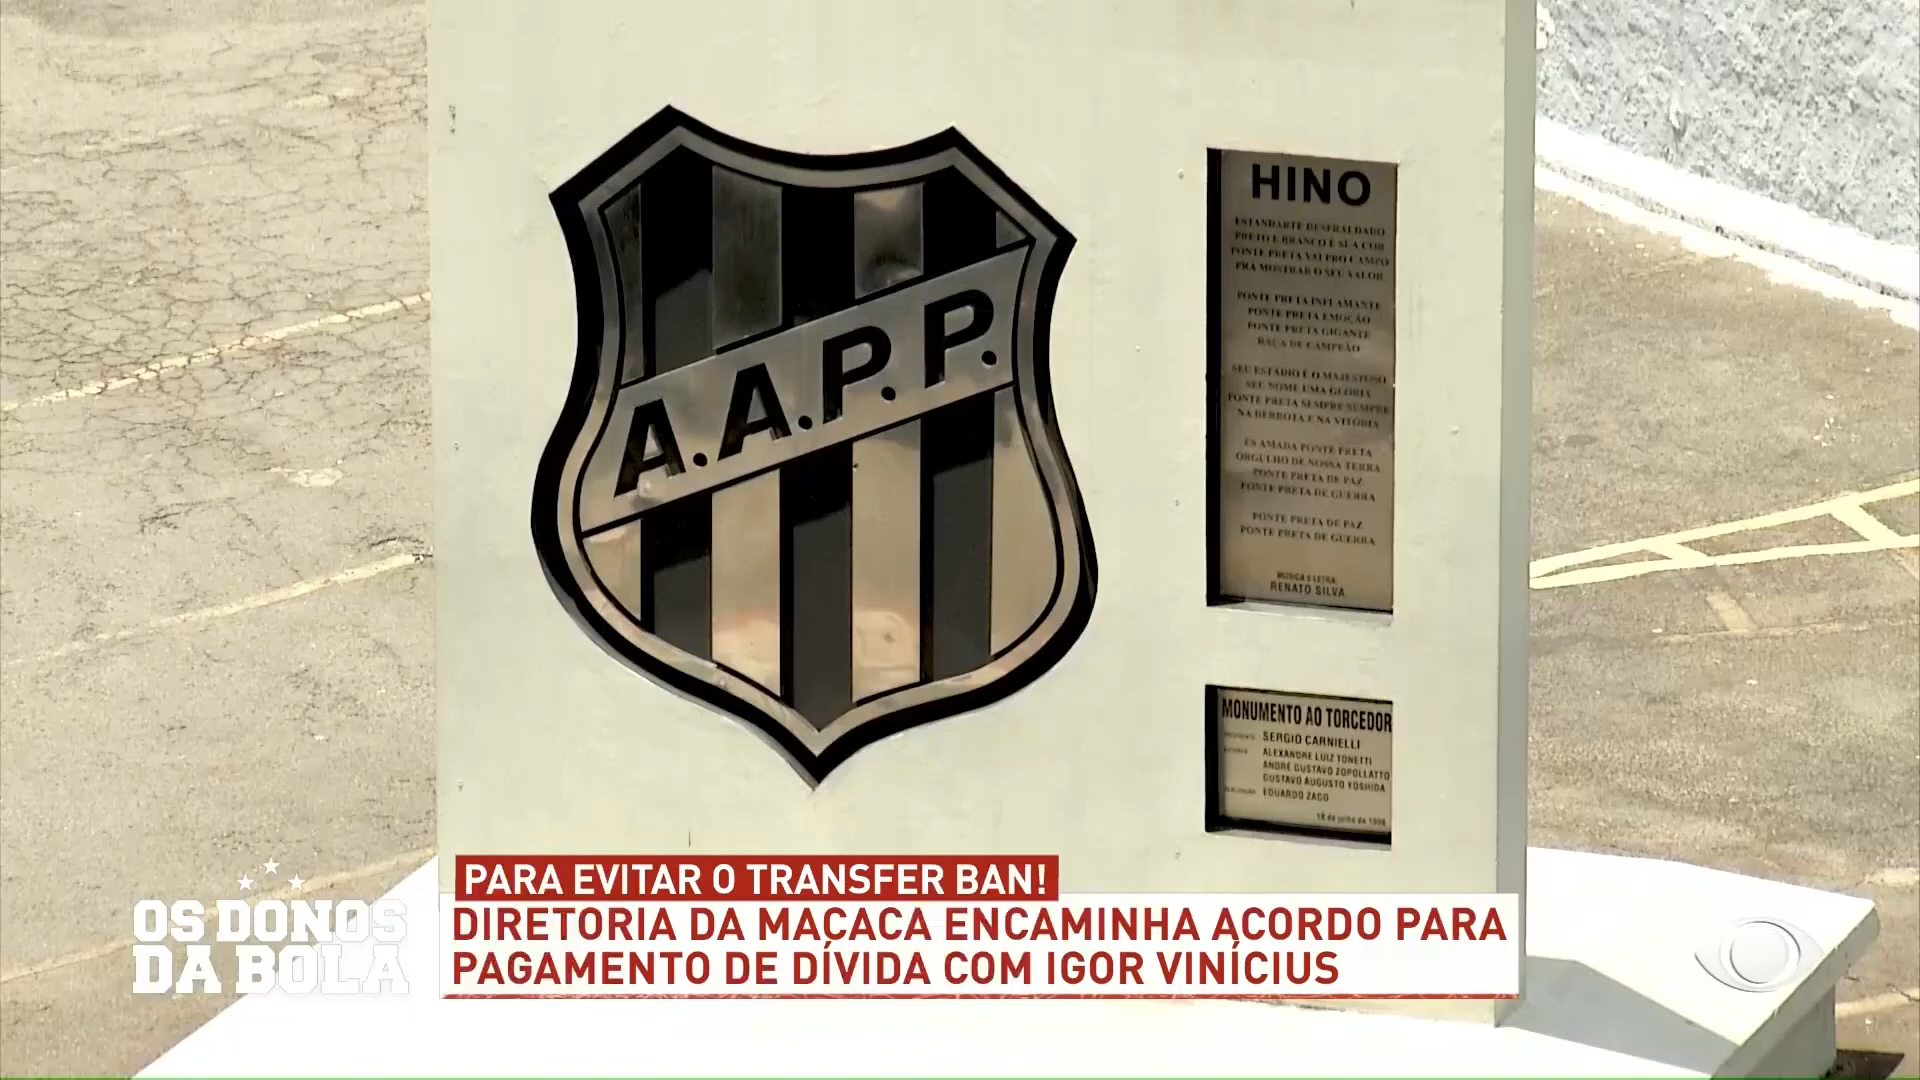 A.A.P.P.
HINO
ESTANDARTE DESFRALDADO
PRETO E BRANCO É SUA COR
PONTE PRETA VAI PRO CAMPO
PRA MOSTRAR O SEU VALOR
PONTE PRETA INFLAMANTE
PONTE PRETA EMOÇÃO
PONTE PRETA GIGANTE
RAÇA DE CAMPEÃO
SEU ESTÁDIO É O MAJESTOSO
SEU NOME UMA GLÓRIA
PONTE PRETA SEMPRE SEMPRE
NA DERROTA E NA VITÓRIA
ÉS AMADA PONTE PRETA
ORGULHO DE NOSSA TERRA
PONTE PRETA DE PAZ
PONTE PRETA DE GUERRA
PONTE PRETA DE PAZ
PONTE PRETA DE GUERRA
MÚSICA E LETRA:
RENATO SILVA
MONUMENTO AO TORCEDOR
SERGIO CARNIELLI
ALEXANDRE LUIZ TONETTI
ANDRÉ GUSTAVO ZOPOLLATTO
GUSTAVO AUGUSTO YOSHIDA
EDUARDO ZAGO
PARA EVITAR O TRANSFER BAN!
DIRETORIA DA MACACA ENCAMINHA ACORDO PARA
PAGAMENTO DE DÍVIDA COM IGOR VINÍCIUS
OS DONOS
DA BOLA